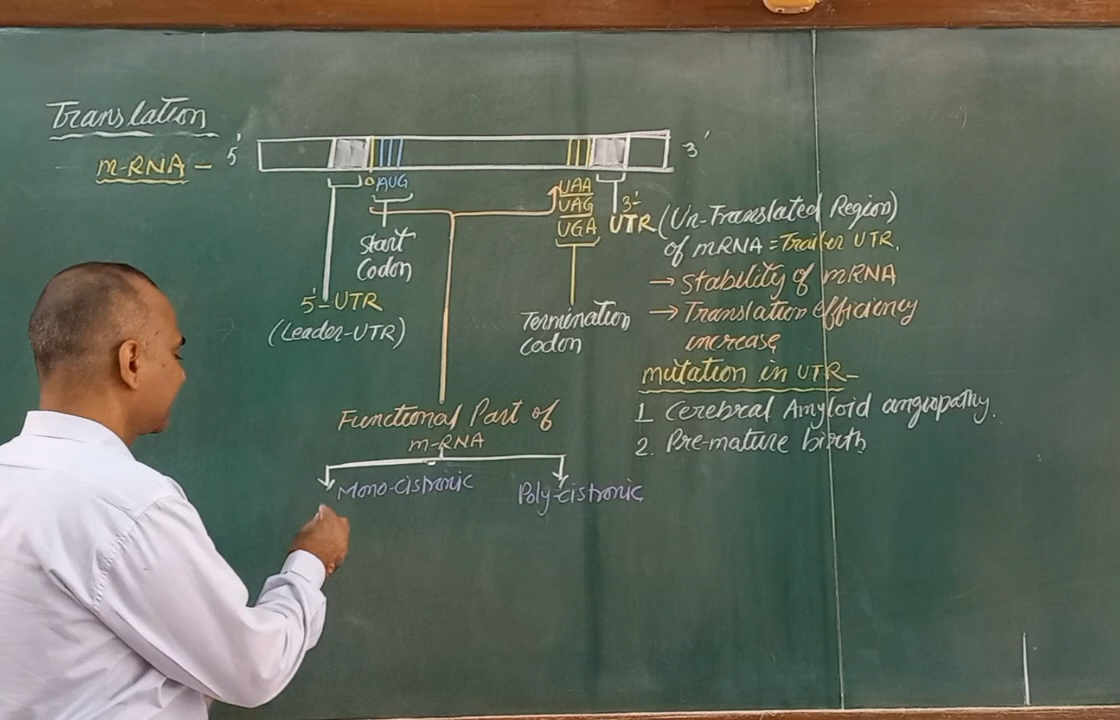 Translation
m-RNA -
5'
3'
AUG
Start
Codon
5'-UTR
(Leader-UTR)
UAA
UAG
UGA
Termination
Codon
3'-
UTR (Un-Translated Region)
of mRNA = Trailer UTR.
→ Stability of mRNA
→ Translation efficiency
increase
Mutation in UTR-
1. Cerebral Amyloid angiopathy.
2. Pre-mature birth
Functional Part of
m-RNA
Mono-cistronic
Poly-cistronic